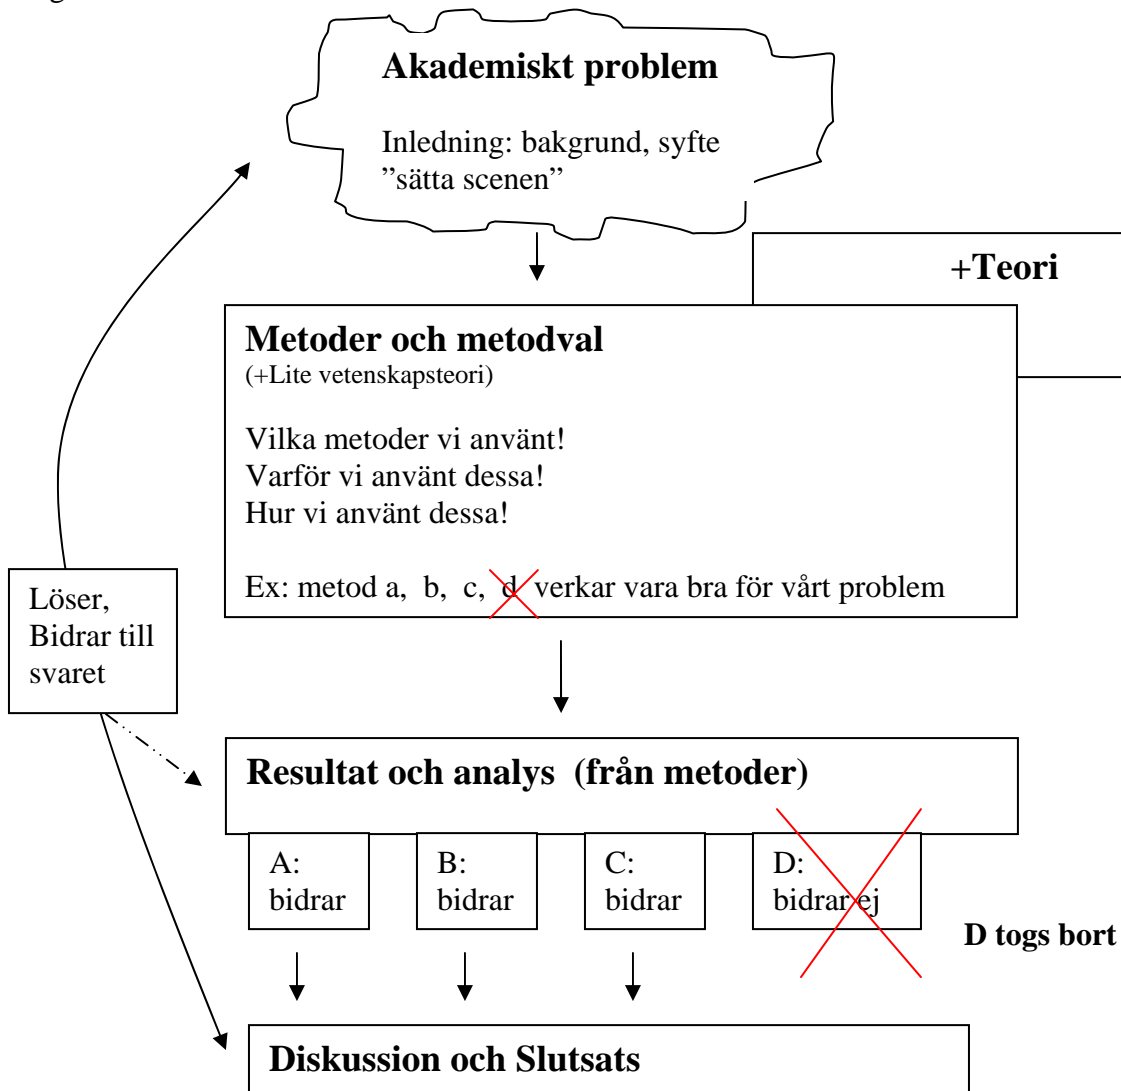 Akademiskt problem
Inledning: bakgrund, syfte
”sätta scenen”
+Teori
Metoder och metodval
(+Lite vetenskapsteori)
Vilka metoder vi använt!
Varför vi använt dessa!
Hur vi använt dessa!
Ex: metod a, b, c, d verkar vara bra för vårt problem
Löser,
Bidrar till
svaret
Resultat och analys (från metoder)
A:
bidrar
B:
bidrar
C:
bidrar
D:
bidrar ej
D togs bort
Diskussion och Slutsats